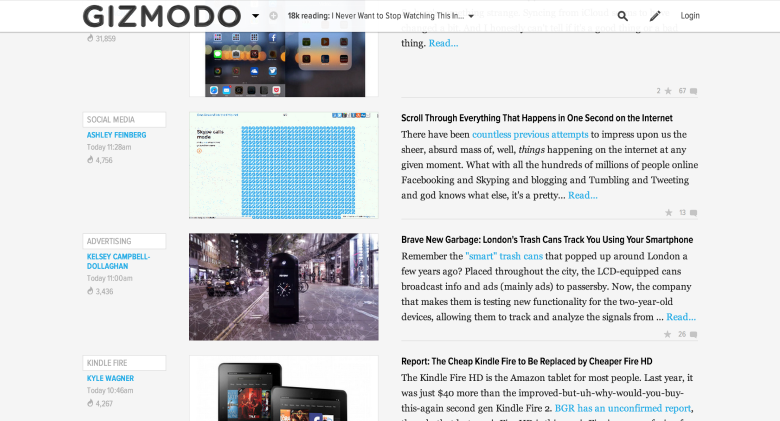 GIZMODO
18k reading: I Never Want to Stop Watching This In...
Login
31,859
thing. Read...
2 67
SOCIAL MEDIA
ASHLEY FEINBERG
Today 11:28am
4,756
Skype calls
made
Scroll Through Everything That Happens in One Second on the Internet
There have been countless previous attempts to impress upon us the
sheer, absurd mass of, well, things happening on the internet at any
given moment. What with all the hundreds of millions of people online
Facebooking and Skyping and blogging and Tumbling and Tweeting
and god knows what else, it's a pretty... Read...
13
ADVERTISING
KELSEY CAMPBELL-
DOLLAGHAN
Today 11:00am
3,436
Brave New Garbage: London's Trash Cans Track You Using Your Smartphone
Remember the "smart" trash cans that popped up around London a
few years ago? Placed throughout the city, the LCD-equipped cans
broadcast info and ads (mainly ads) to passersby. Now, the company
that makes them is testing new functionality for the two-year-old
devices, allowing them to track and analyze the signals from ... Read...
26
KINDLE FIRE
KYLE WAGNER
Today 10:46am
4,267
Report: The Cheap Kindle Fire to Be Replaced by Cheaper Fire HD
The Kindle Fire HD is the Amazon tablet for most people. Last year, it
was just $40 more than the improved-but-uh-why-would-you-buy-
this-again second gen Kindle Fire 2. BGR has an unconfirmed report,